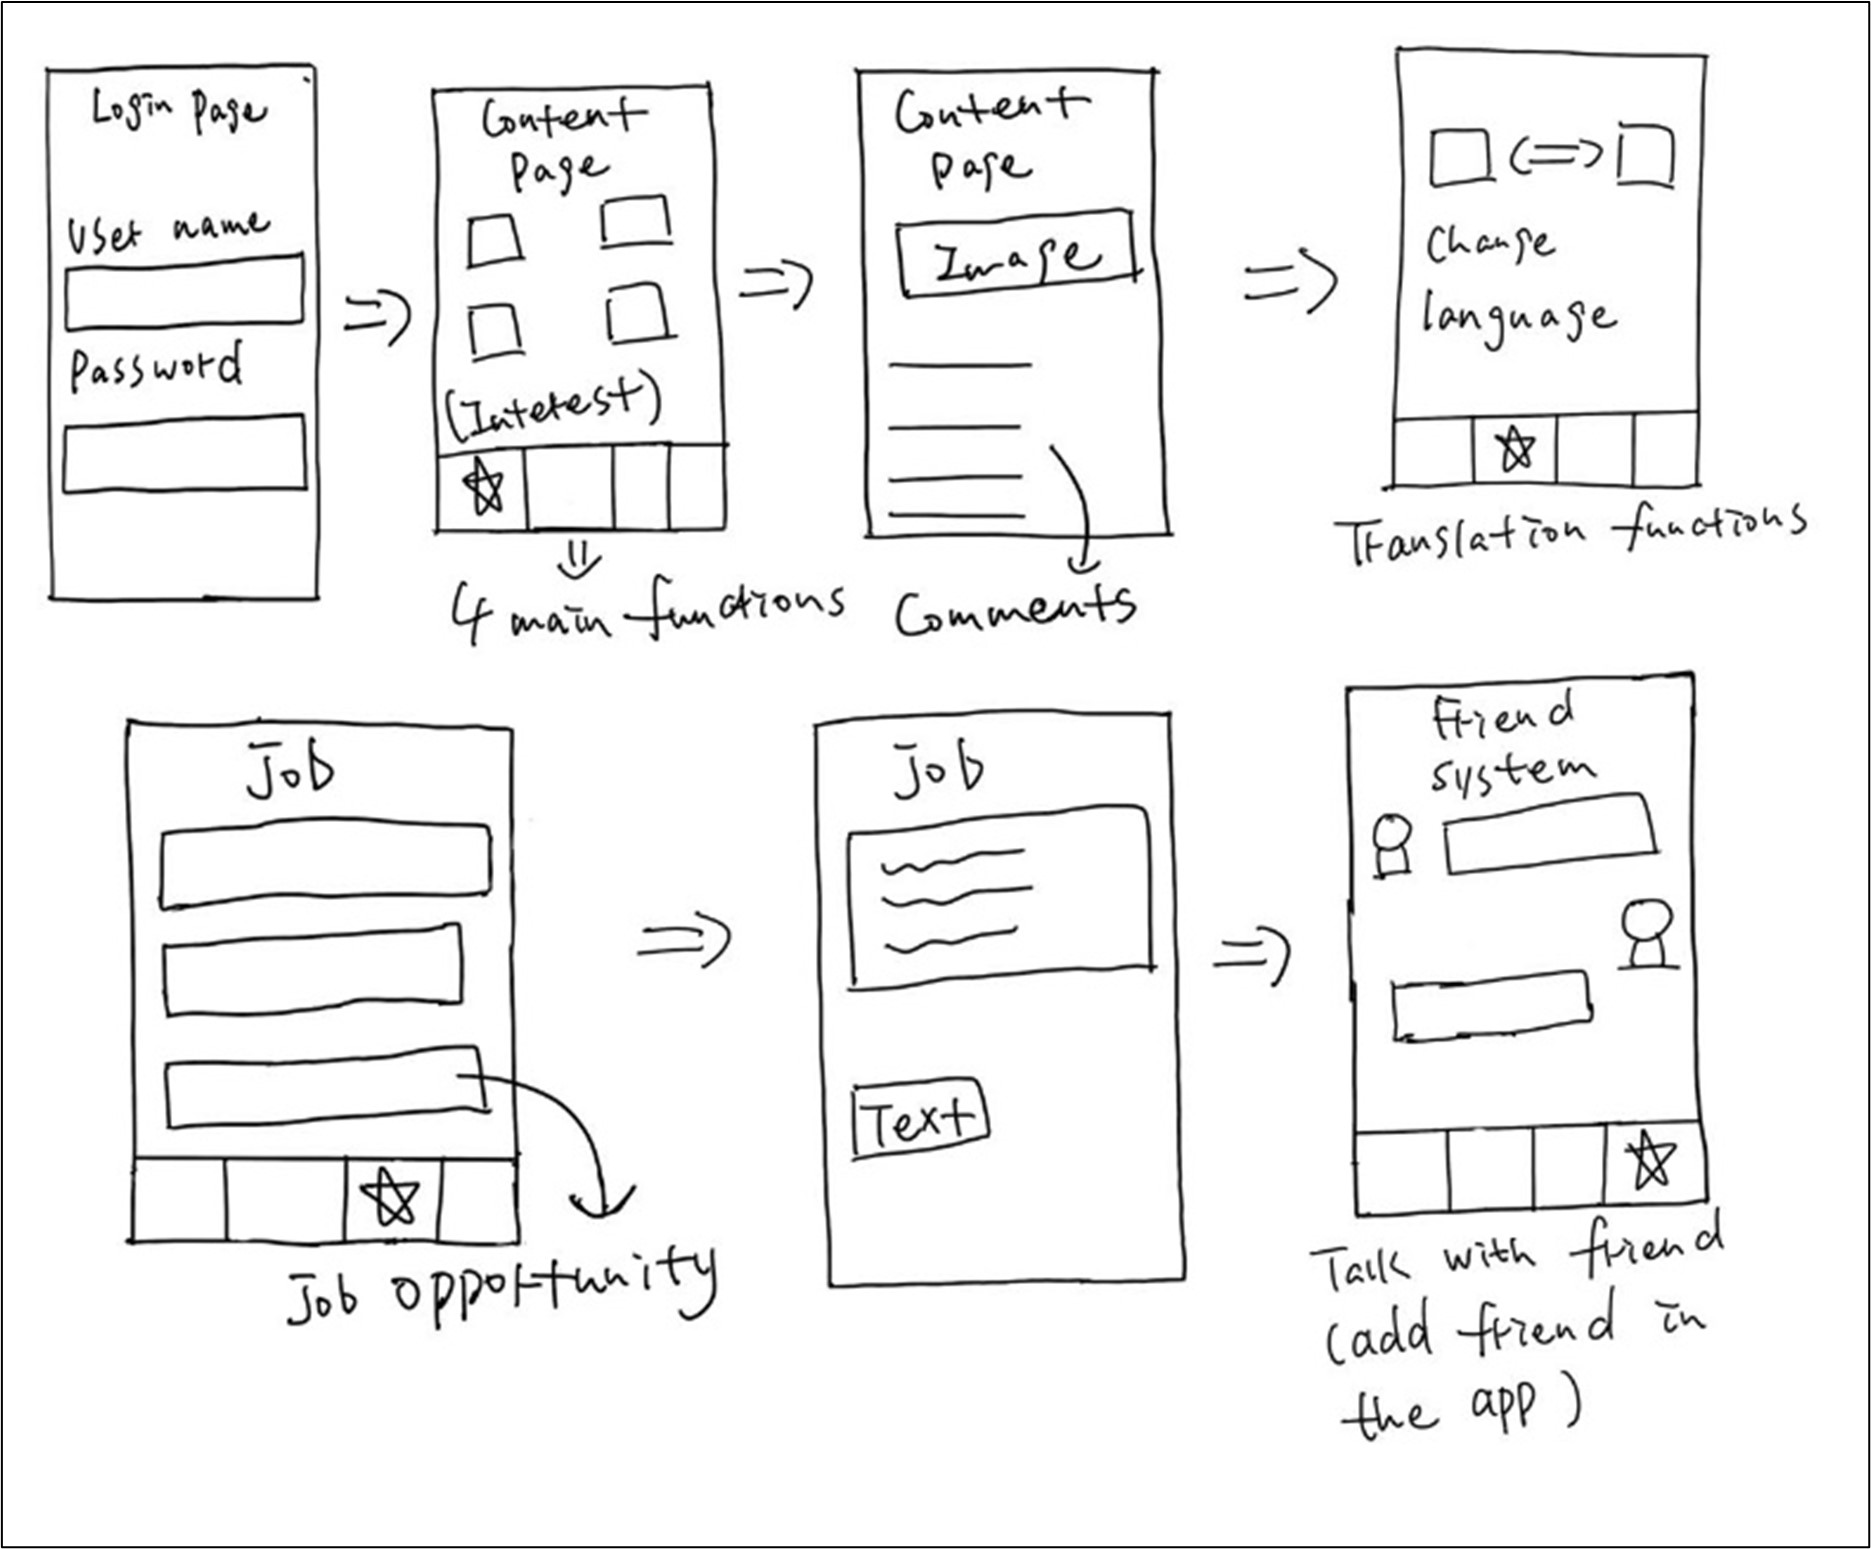 Login Page
User name
Password
Content
Page
(Interest)
4 main functions
Content
Page
Image
Comments
Change
language
Translation functions
Job
Job opportunity
Job
Text
Friend
system
Talk with friend
(add friend in
the app)